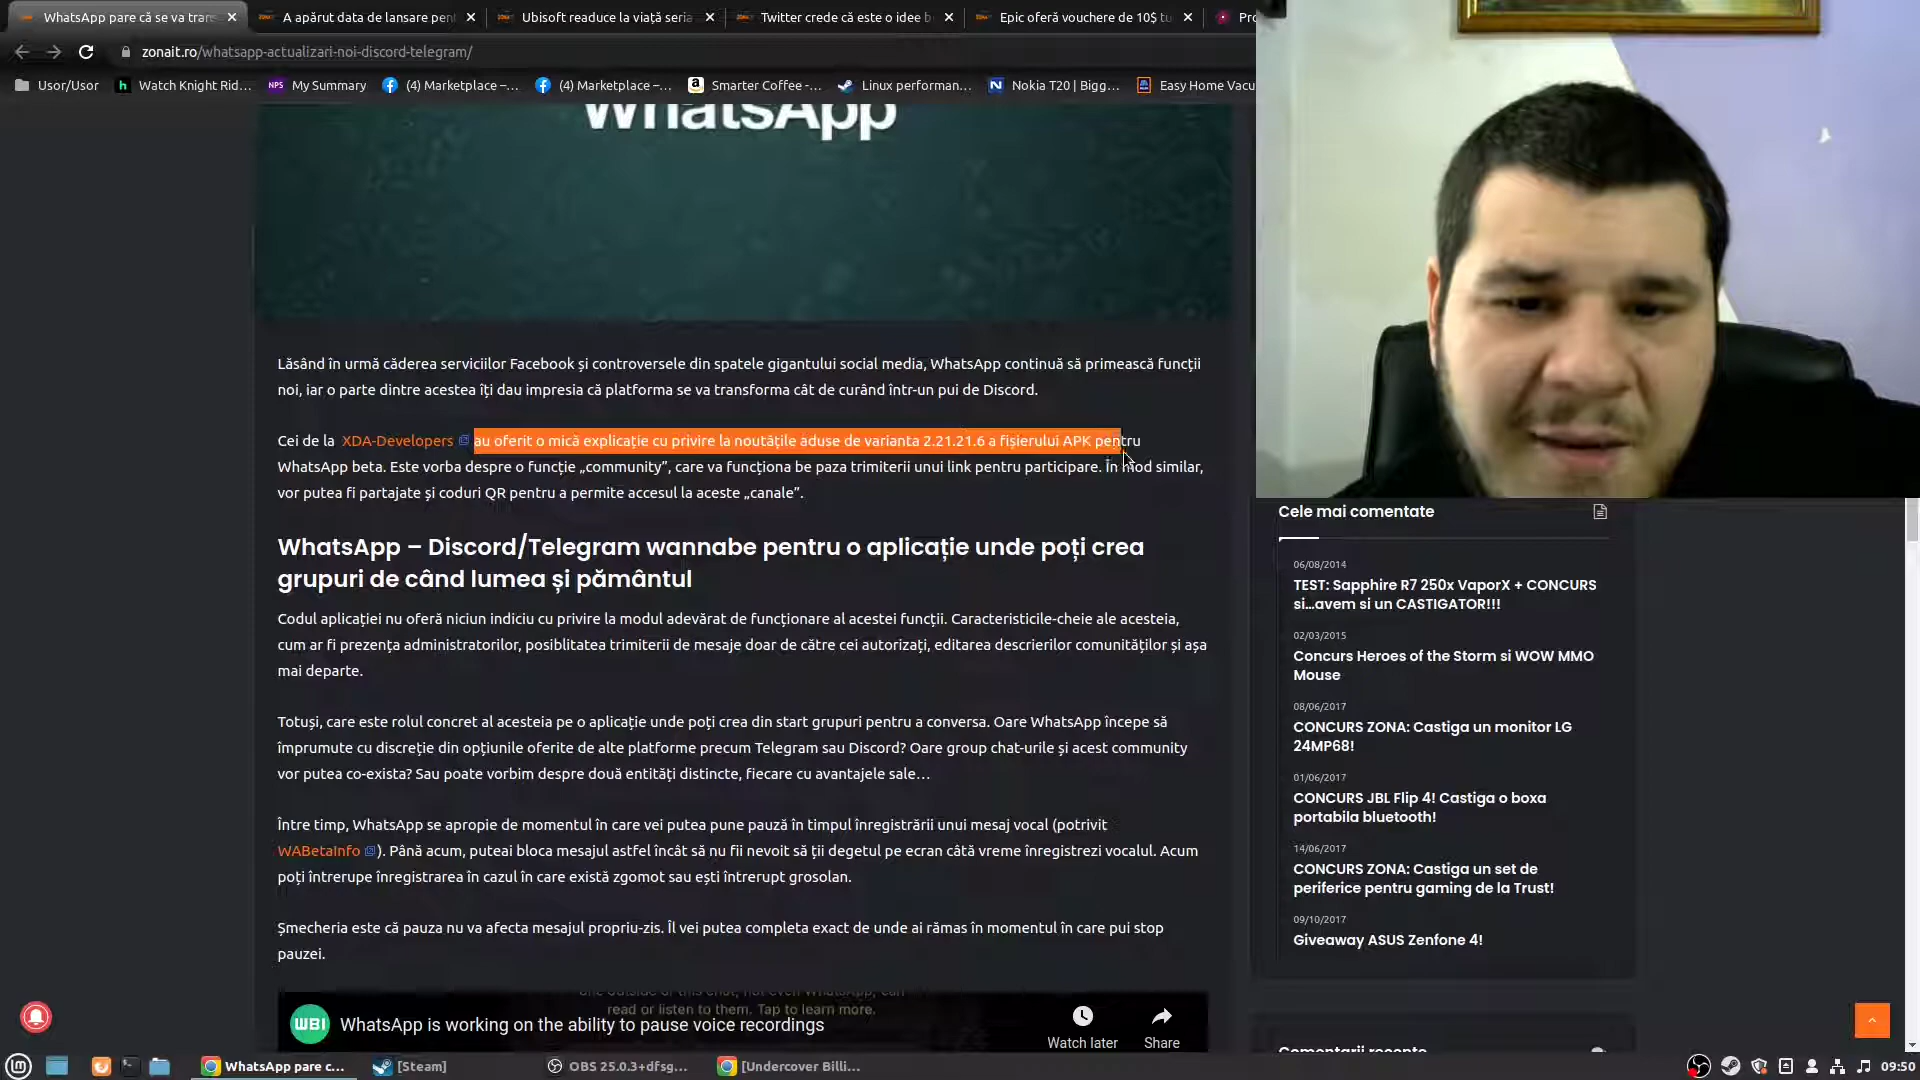 WhatsApp pare că se va tran
A apărut data de lansare pen
Ubisoft readuce la viață seria
Twitter crede că este o idee b
Epic oferă vouchere de 10$ tu
Pro
zonait.ro/whatsapp-actualizari-noi-discord-telegram/
Usor/Usor
Watch Knight Rid...
NPS
My Summary
(4) Marketplace –...
(4) Marketplace –...
Smarter Coffee -...
Linux performan...
Nokia T20 | Bigg...
Easy Home Vacu
WhatsApp
Lăsând în urmă căderea serviciilor Facebook și controversele din spatele gigantului social media, WhatsApp continuă să primească funcții
noi, iar o parte dintre acestea îți dau impresia că platforma se va transforma cât de curând într-un pui de Discord.
Cei de la XDA-Developers au oferit o mică explicație cu privire la noutățile aduse de varianta 2.21.21.6 a fișierului APK pentru
WhatsApp beta. Este vorba despre o funcție „community”, care va funcționa be paza trimiterii unui link pentru participare. În mod similar,
vor putea fi partajate și coduri QR pentru a permite accesul la aceste „canale”.
WhatsApp – Discord/Telegram wannabe pentru o aplicație unde poți crea
grupuri de când lumea și pământul
Codul aplicației nu oferă niciun indiciu cu privire la modul adevărat de funcționare al acestei funcții. Caracteristicile-cheie ale acesteia,
cum ar fi prezența administratorilor, posiblitatea trimiterii de mesaje doar de către cei autorizați, editarea descrierilor comunităților și așa
mai departe.
Totuși, care este rolul concret al acesteia pe o aplicație unde poți crea din start grupuri pentru a conversa. Oare WhatsApp începe să
împrumute cu discreție din opțiunile oferite de alte platforme precum Telegram sau Discord? Oare group chat-urile și acest community
vor putea co-exista? Sau poate vorbim despre două entități distincte, fiecare cu avantajele sale…
Între timp, WhatsApp se apropie de momentul în care vei putea pune pauză în timpul înregistrării unui mesaj vocal (potrivit
WABetaInfo ). Până acum, puteai bloca mesajul astfel încât să nu fii nevoit să ții degetul pe ecran câtă vreme înregistrezi vocalul. Acum
poți întrerupe înregistrarea în cazul în care există zgomot sau ești întrerupt grosolan.
Șmecheria este că pauza nu va afecta mesajul propriu-zis. Îl vei putea completa exact de unde ai rămas în momentul în care pui stop
pauzei.
read or listen to them. Tap to learn more.
WBI
WhatsApp is working on the ability to pause voice recordings
Watch later
Share
Cele mai comentate
06/08/2014
TEST: Sapphire R7 250x VaporX + CONCURS
si…avem si un CASTIGATOR!!!
02/03/2015
Concurs Heroes of the Storm si WOW MMO
Mouse
08/06/2017
CONCURS ZONA: Castiga un monitor LG
24MP68!
01/06/2017
CONCURS JBL Flip 4! Castiga o boxa
portabila bluetooth!
14/06/2017
CONCURS ZONA: Castiga un set de
periferice pentru gaming de la Trust!
09/10/2017
Giveaway ASUS Zenfone 4!
Comentarii recente
WhatsApp pare c...
[Steam]
OBS 25.0.3+dfsg...
[Undercover Billi...
09:50